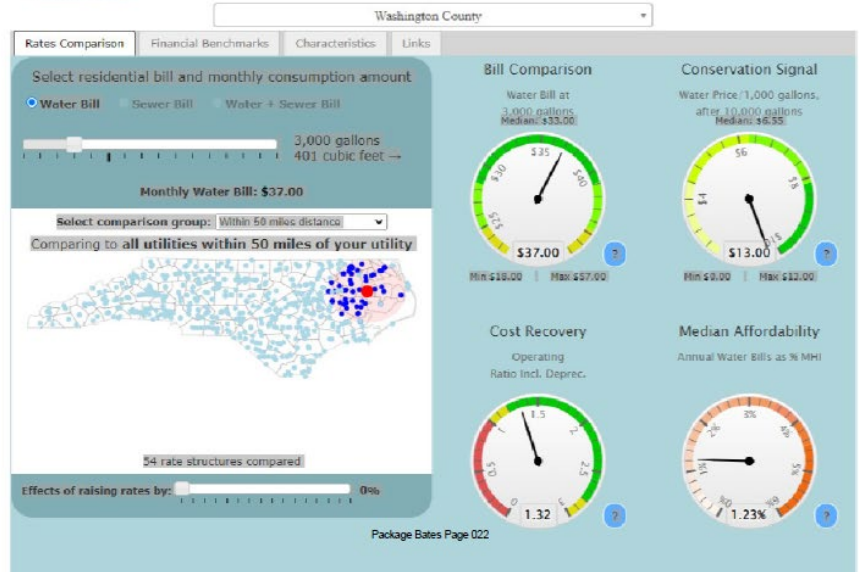 Washington County
Rates Comparison
Financial Benchmarks
Characteristics
Links
Select residential bill and monthly consumption amount
Water Bill
Sewer Bill
Water + Sewer Bill
3,000 gallons
401 cubic feet →
Monthly Water Bill: $37.00
Select comparison group: Within 50 miles distance
Comparing to all utilities within 50 miles of your utility
54 rate structures compared
Effects of raising rates by:
0%
Bill Comparison
Water Bill at
3,000 gallons
Median: $33.00
$25
$30
$35
$40
$37.00
?
Min $18.00 | Max $57.00
Conservation Signal
Water Price/1,000 gallons,
after 10,000 gallons
Median: $6.55
$4
$6
$8
$10
$13.00
?
Min $0.00 | Max $13.00
Cost Recovery
Operating
Ratio Incl. Deprec.
0
0.5
1
1.5
2
2.5
3
1.32
?
Median Affordability
Annual Water Bills as % MHI
0%
1%
2%
3%
4%
5%
6%
1.23%
?
Package Bates Page 022